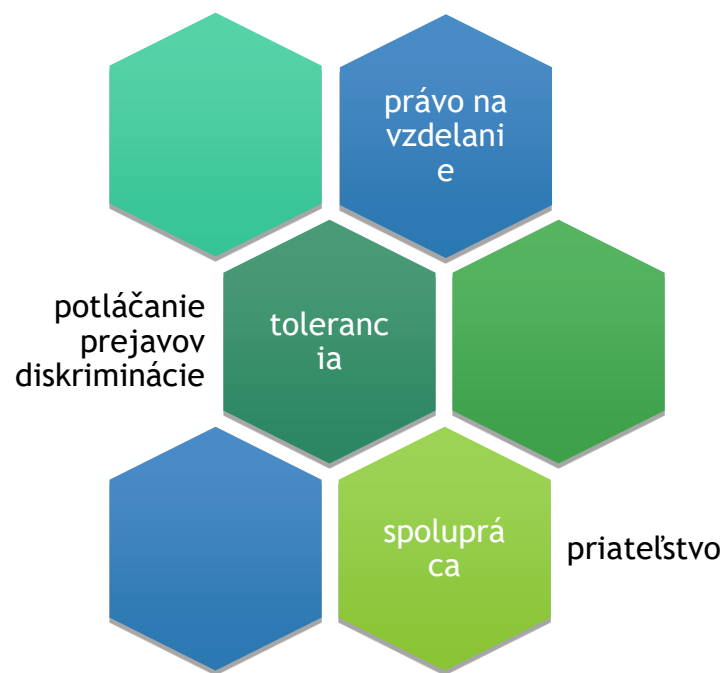 právo na
vzdelani
e
potláčanie
prejavov
diskriminácie
toleranc
ia
spoluprá
ca
priateľstvo